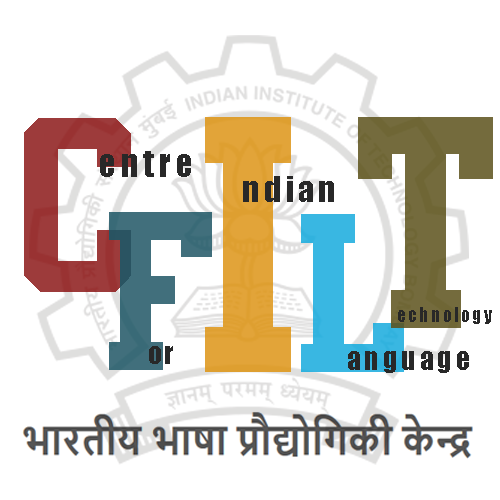 Centre
For
Indian
Language
Technology
भारतीय भाषा प्रौद्योगिकी केन्द्र
INDIAN INSTITUTE OF TECHNOLOGY
मुंबई
ज्ञानम् परमम् ध्येयम्